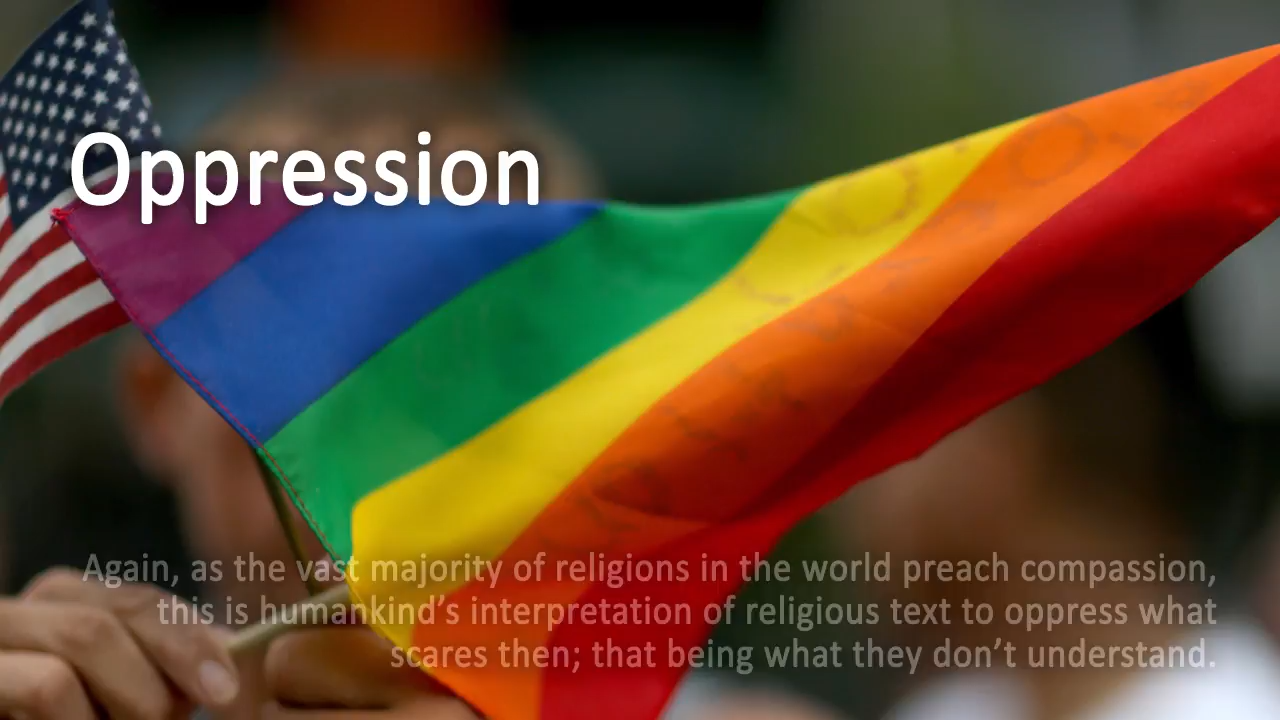 Oppression
Again, as the vast majority of religions in the world preach compassion,
this is humankind’s interpretation of religious text to oppress what
scares then; that being what they don’t understand.